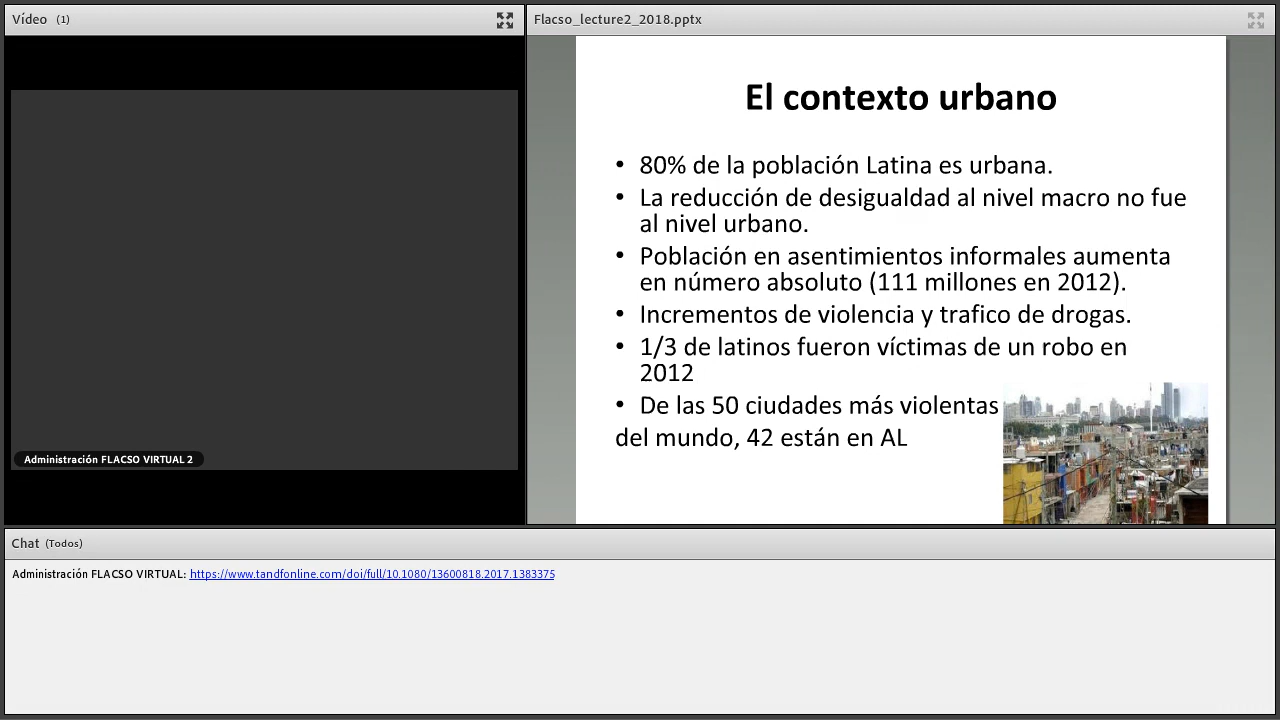 Vídeo (1)
Flacso_lecture2_2018.pptx
El contexto urbano
• 80% de la población Latina es urbana.
• La reducción de desigualdad al nivel macro no fue
al nivel urbano.
• Población en asentimientos informales aumenta
en número absoluto (111 millones en 2012).
• Incrementos de violencia y trafico de drogas.
• 1/3 de latinos fueron víctimas de un robo en
2012
• De las 50 ciudades más violentas
del mundo, 42 están en AL
Administración FLACSO VIRTUAL 2
Chat (Todos)
Administración FLACSO VIRTUAL: https://www.tandfonline.com/doi/full/10.1080/13600818.2017.1383375